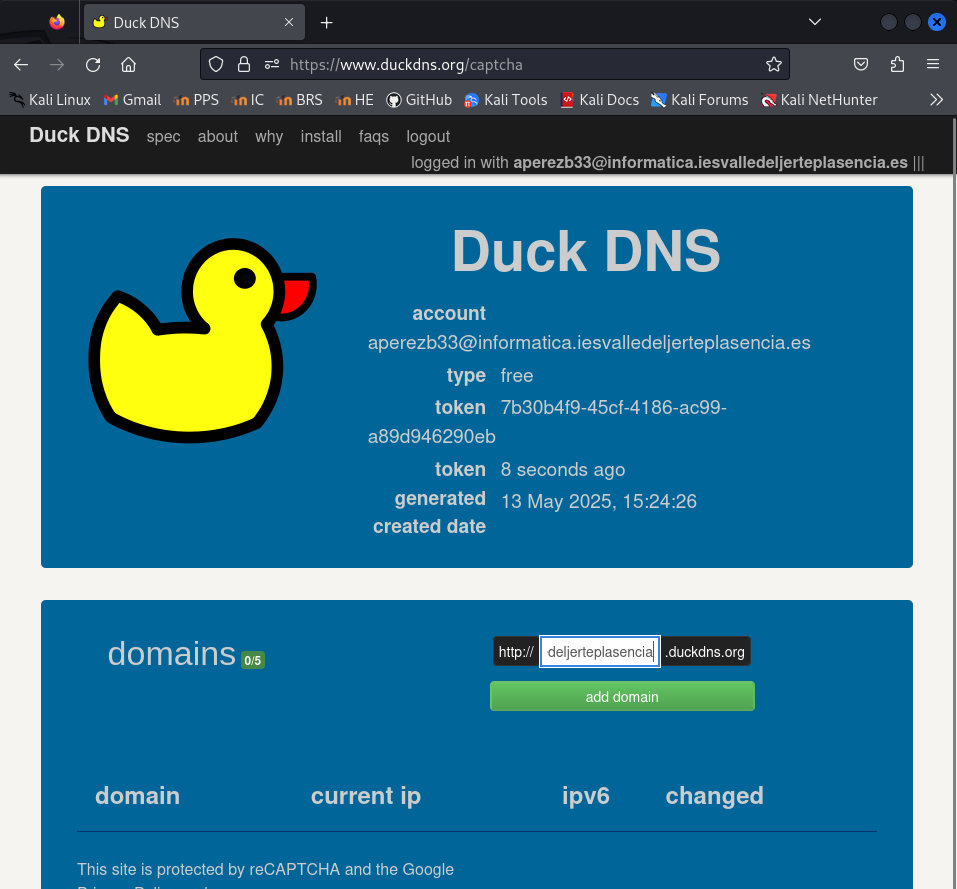 Duck DNS
https://www.duckdns.org/captcha
Kali Linux Gmail PPS IC BRS HE GitHub Kali Tools Kali Docs Kali Forums Kali NetHunter
Duck DNS spec about why install faqs logout
logged in with aperezb33@informatica.iesvalledeljerteplasencia.es |||
Duck DNS
account
aperezb33@informatica.iesvalledeljerteplasencia.es
type free
token 7b30b4f9-45cf-4186-ac99-
a89d946290eb
token 8 seconds ago
generated 13 May 2025, 15:24:26
created date
domains 0/5
http:// deljerteplasencia .duckdns.org
add domain
domain current ip ipv6 changed
This site is protected by reCAPTCHA and the Google